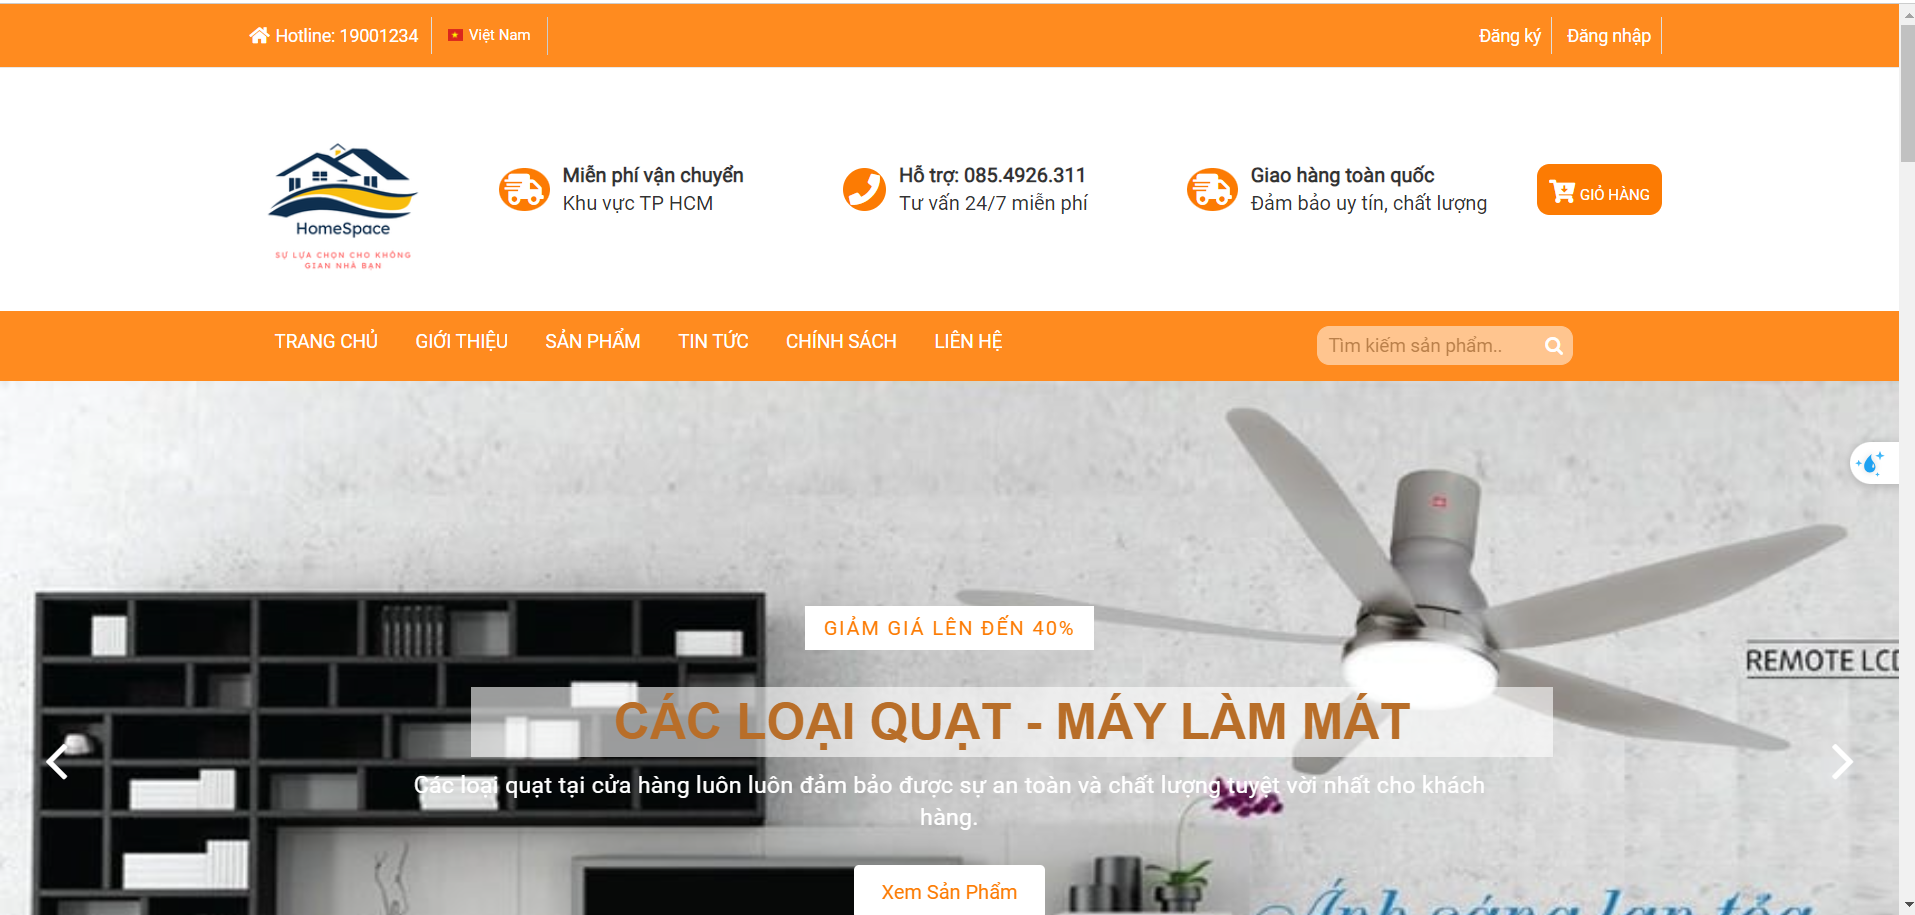 Hotline: 19001234
Việt Nam
Đăng ký
Đăng nhập
HomeSpace
SỰ LỰA CHỌN CHO KHÔNG
GIAN NHÀ BẠN
Miễn phí vận chuyển
Khu vực TP HCM
Hỗ trợ: 085.4926.311
Tư vấn 24/7 miễn phí
Giao hàng toàn quốc
Đảm bảo uy tín, chất lượng
GIỎ HÀNG
TRANG CHỦ
GIỚI THIỆU
SẢN PHẨM
TIN TỨC
CHÍNH SÁCH
LIÊN HỆ
Tìm kiếm sản phẩm..
GIẢM GIÁ LÊN ĐẾN 40%
REMOTE LCD
CÁC LOẠI QUẠT - MÁY LÀM MÁT
Các loại quạt tại cửa hàng luôn luôn đảm bảo được sự an toàn và chất lượng tuyệt vời nhất cho khách
hàng.
Xem Sản Phẩm
Ánh sáng lan tỏa